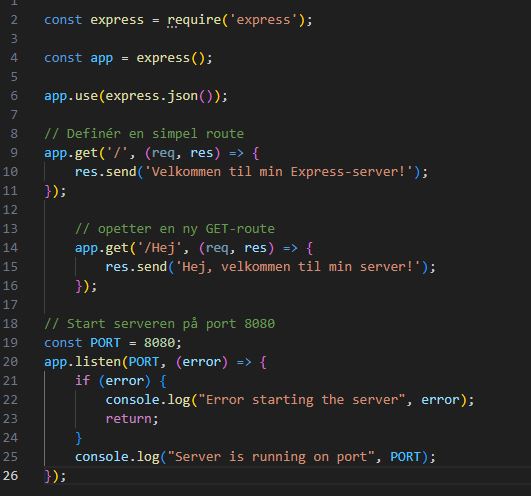 1
2 const express = require('express');
3
4 const app = express();
5
6 app.use(express.json());
7
8 // Definér en simpel route
9 app.get('/', (req, res) => {
10 res.send('Velkommen til min Express-server!');
11 });
12
13 // opetter en ny GET-route
14 app.get('/Hej', (req, res) => {
15 res.send('Hej, velkommen til min server!');
16 });
17
18 // Start serveren på port 8080
19 const PORT = 8080;
20 app.listen(PORT, (error) => {
21 if (error) {
22 console.log("Error starting the server", error);
23 return;
24 }
25 console.log("Server is running on port", PORT);
26 });